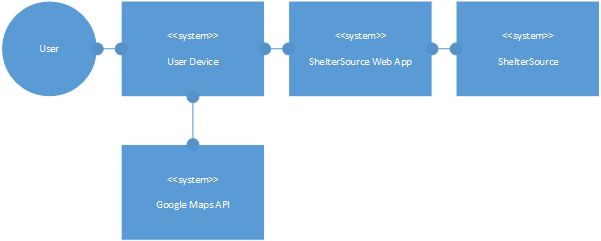 User
<<system>>
User Device
<<system>>
ShelterSource Web App
<<system>>
ShelterSource
<<system>>
Google Maps API